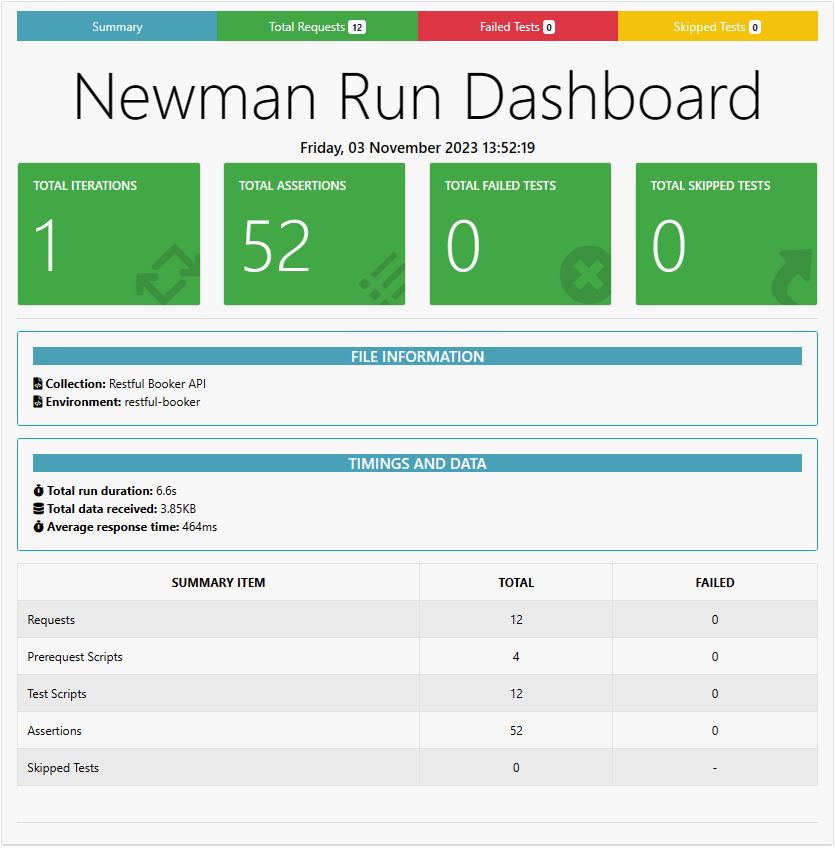 Summary Total Requests 12 Failed Tests 0 Skipped Tests 0
Newman Run Dashboard
Friday, 03 November 2023 13:52:19
TOTAL ITERATIONS TOTAL ASSERTIONS TOTAL FAILED TESTS TOTAL SKIPPED TESTS
1 52 0 0
FILE INFORMATION
Collection: Restful Booker API
Environment: restful-booker
TIMINGS AND DATA
Total run duration: 6.6s
Total data received: 3.85KB
Average response time: 464ms
SUMMARY ITEM TOTAL FAILED
Requests 12 0
Prerequest Scripts 4 0
Test Scripts 12 0
Assertions 52 0
Skipped Tests 0 -